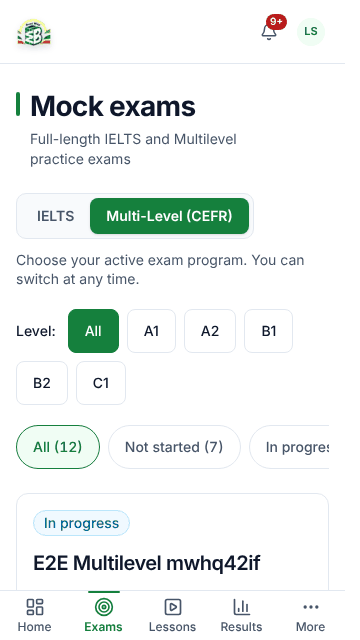 9+
LS
Mock exams
Full-length IELTS and Multilevel
practice exams
IELTS
Multi-Level (CEFR)
Choose your active exam program. You can
switch at any time.
Level:
All
A1
A2
B1
B2
C1
All (12)
Not started (7)
In progres
In progress
E2E Multilevel mwhq42if
Home
Exams
Lessons
Results
More